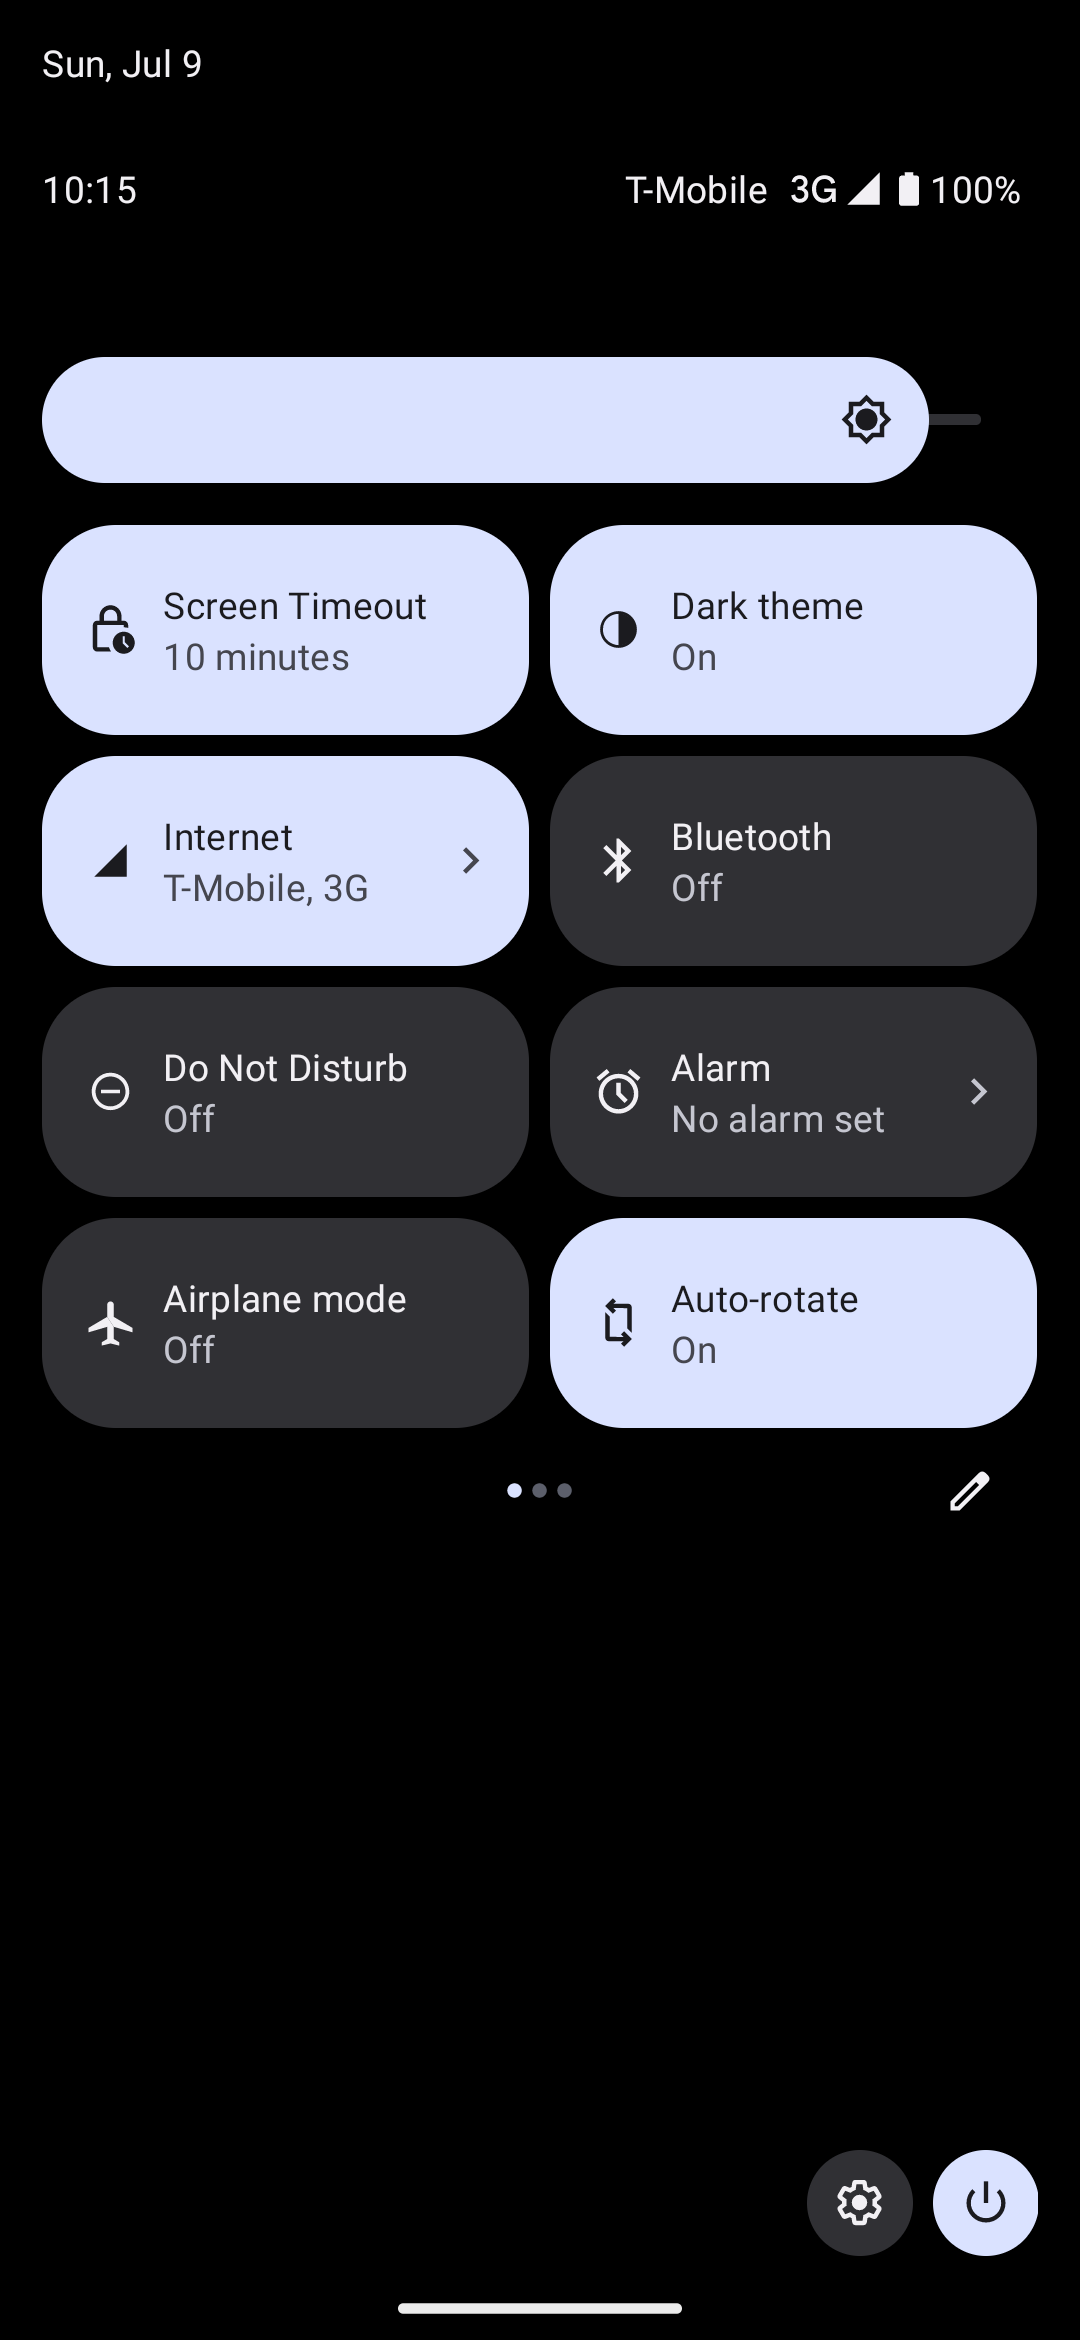 Sun, Jul 9
10:15 T-Mobile 3G 100%
Screen Timeout
10 minutes
Dark theme
On
Internet
T-Mobile, 3G
Bluetooth
Off
Do Not Disturb
Off
Alarm
No alarm set
Airplane mode
Off
Auto-rotate
On